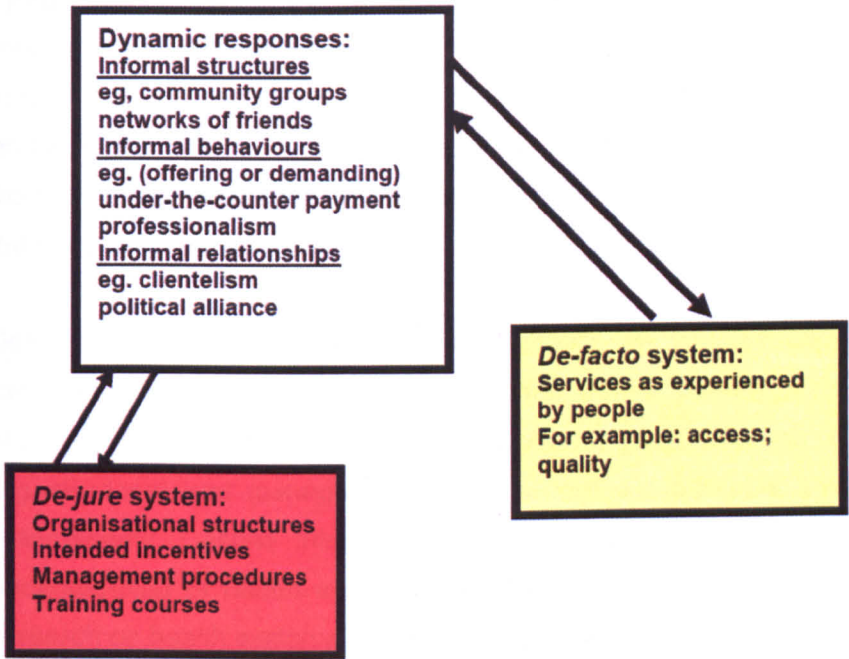 Dynamic responses:
Informal structures
eg, community groups
networks of friends
Informal behaviours
eg. (offering or demanding)
under-the-counter payment
professionalism
Informal relationships
eg. clientelism
political alliance
De-facto system:
Services as experienced
by people
For example: access;
quality
De-jure system:
Organisational structures
Intended incentives
Management procedures
Training courses